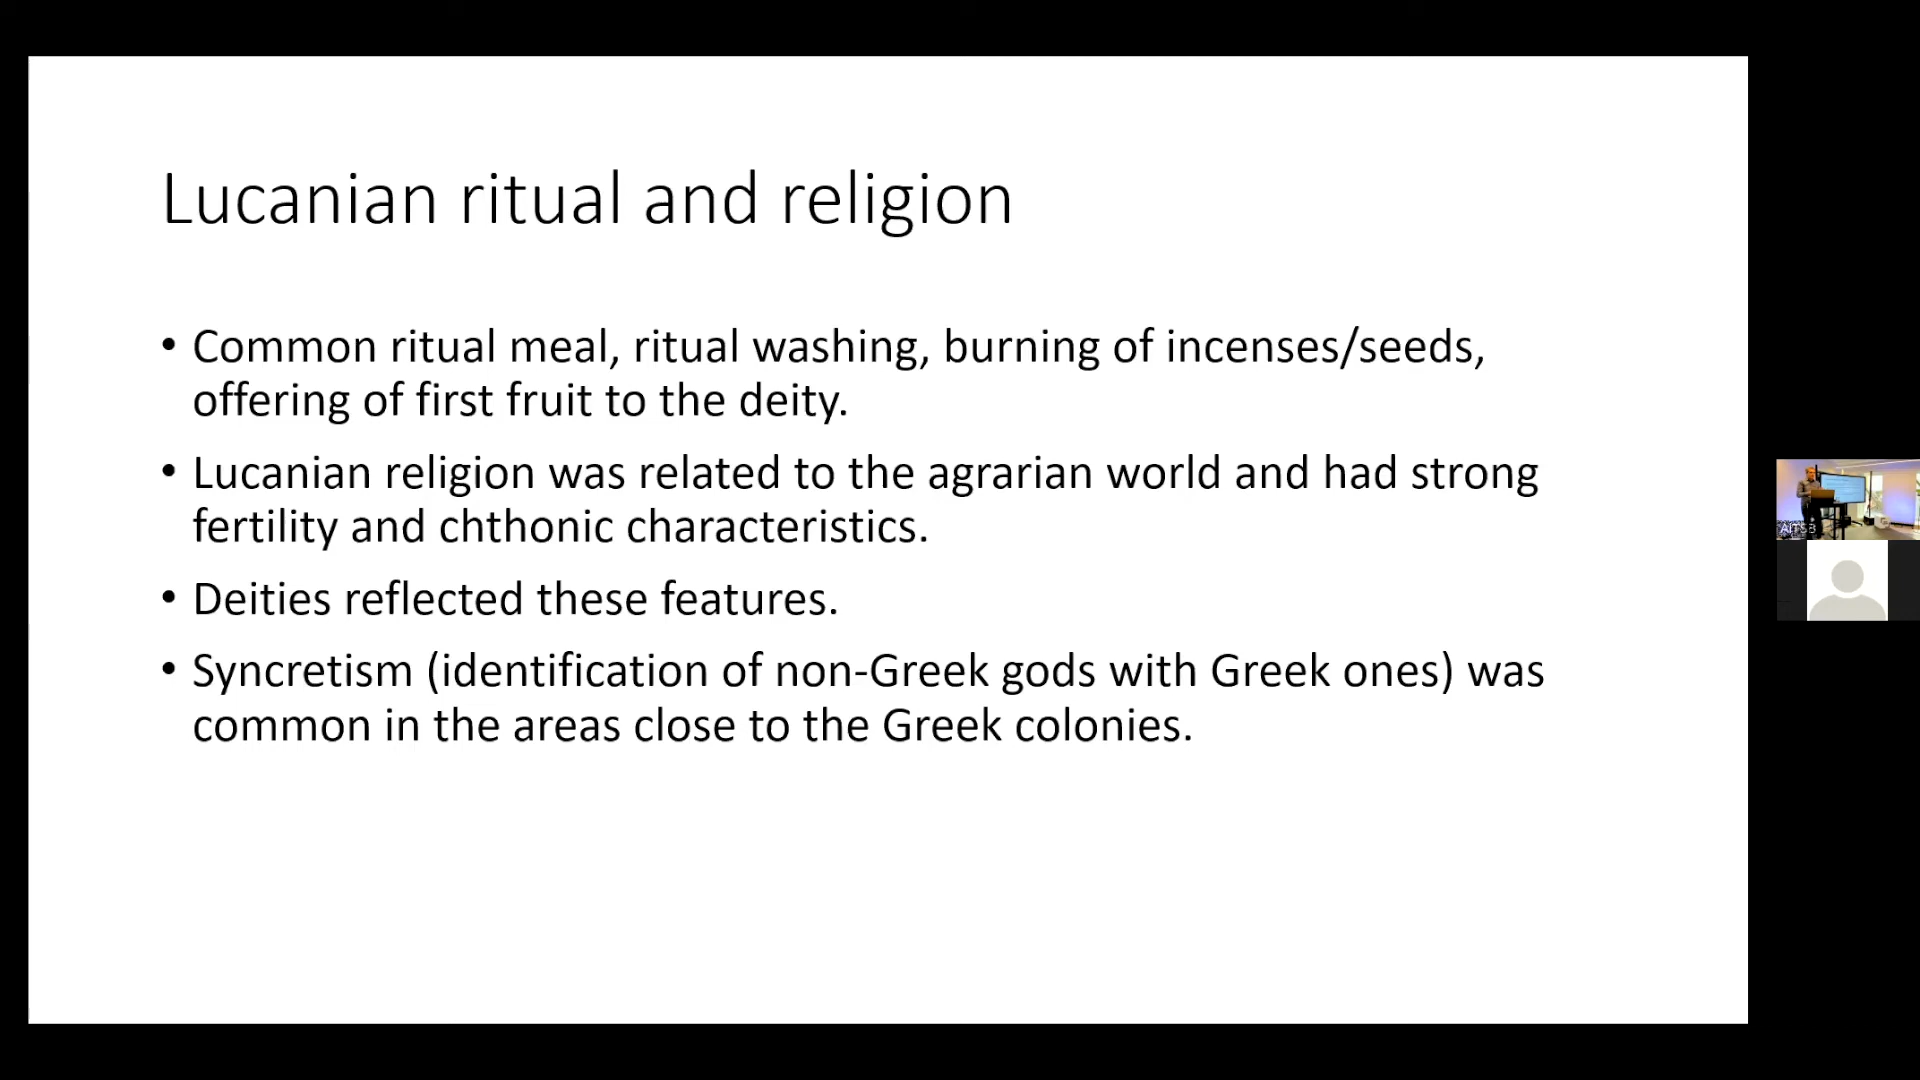 Lucanian ritual and religion
• Common ritual meal, ritual washing, burning of incenses/seeds,
offering of first fruit to the deity.
• Lucanian religion was related to the agrarian world and had strong
fertility and chthonic characteristics.
• Deities reflected these features.
• Syncretism (identification of non-Greek gods with Greek ones) was
common in the areas close to the Greek colonies.